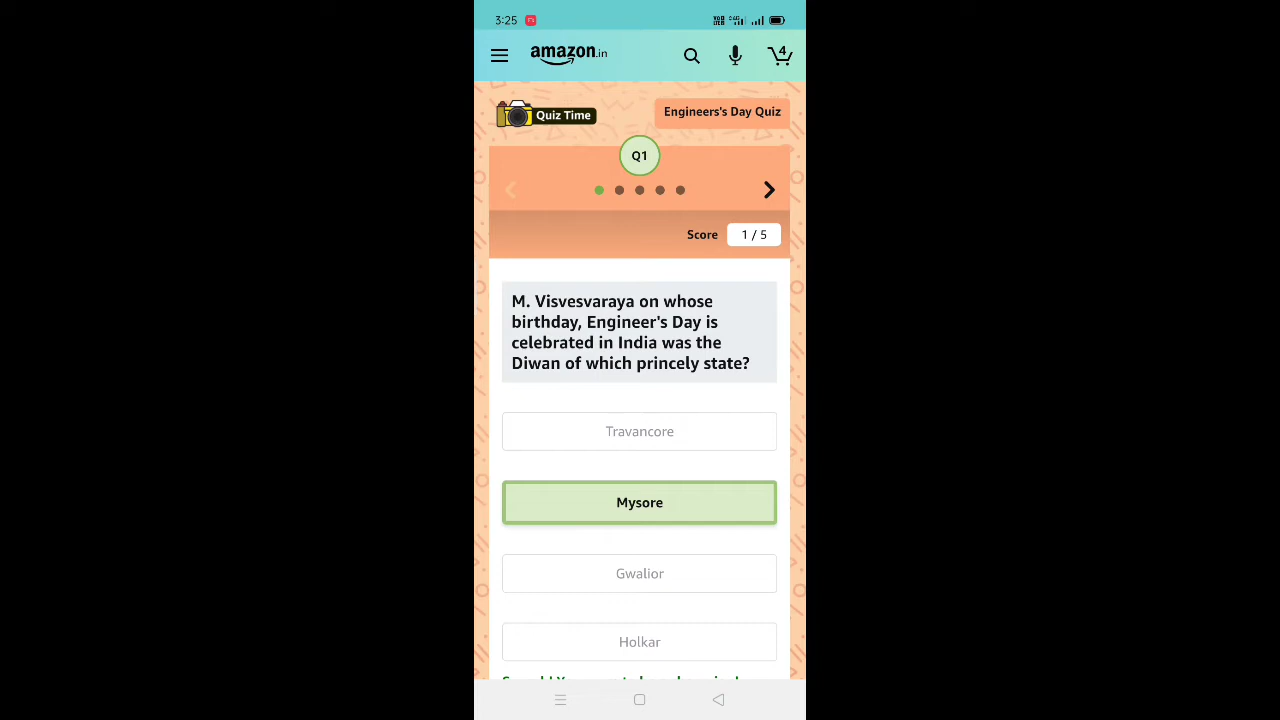 3:25
amazon.in
4
Quiz Time
Engineers's Day Quiz
Q1
Score 1 / 5
M. Visvesvaraya on whose
birthday, Engineer's Day is
celebrated in India was the
Diwan of which princely state?
Travancore
Mysore
Gwalior
Holkar